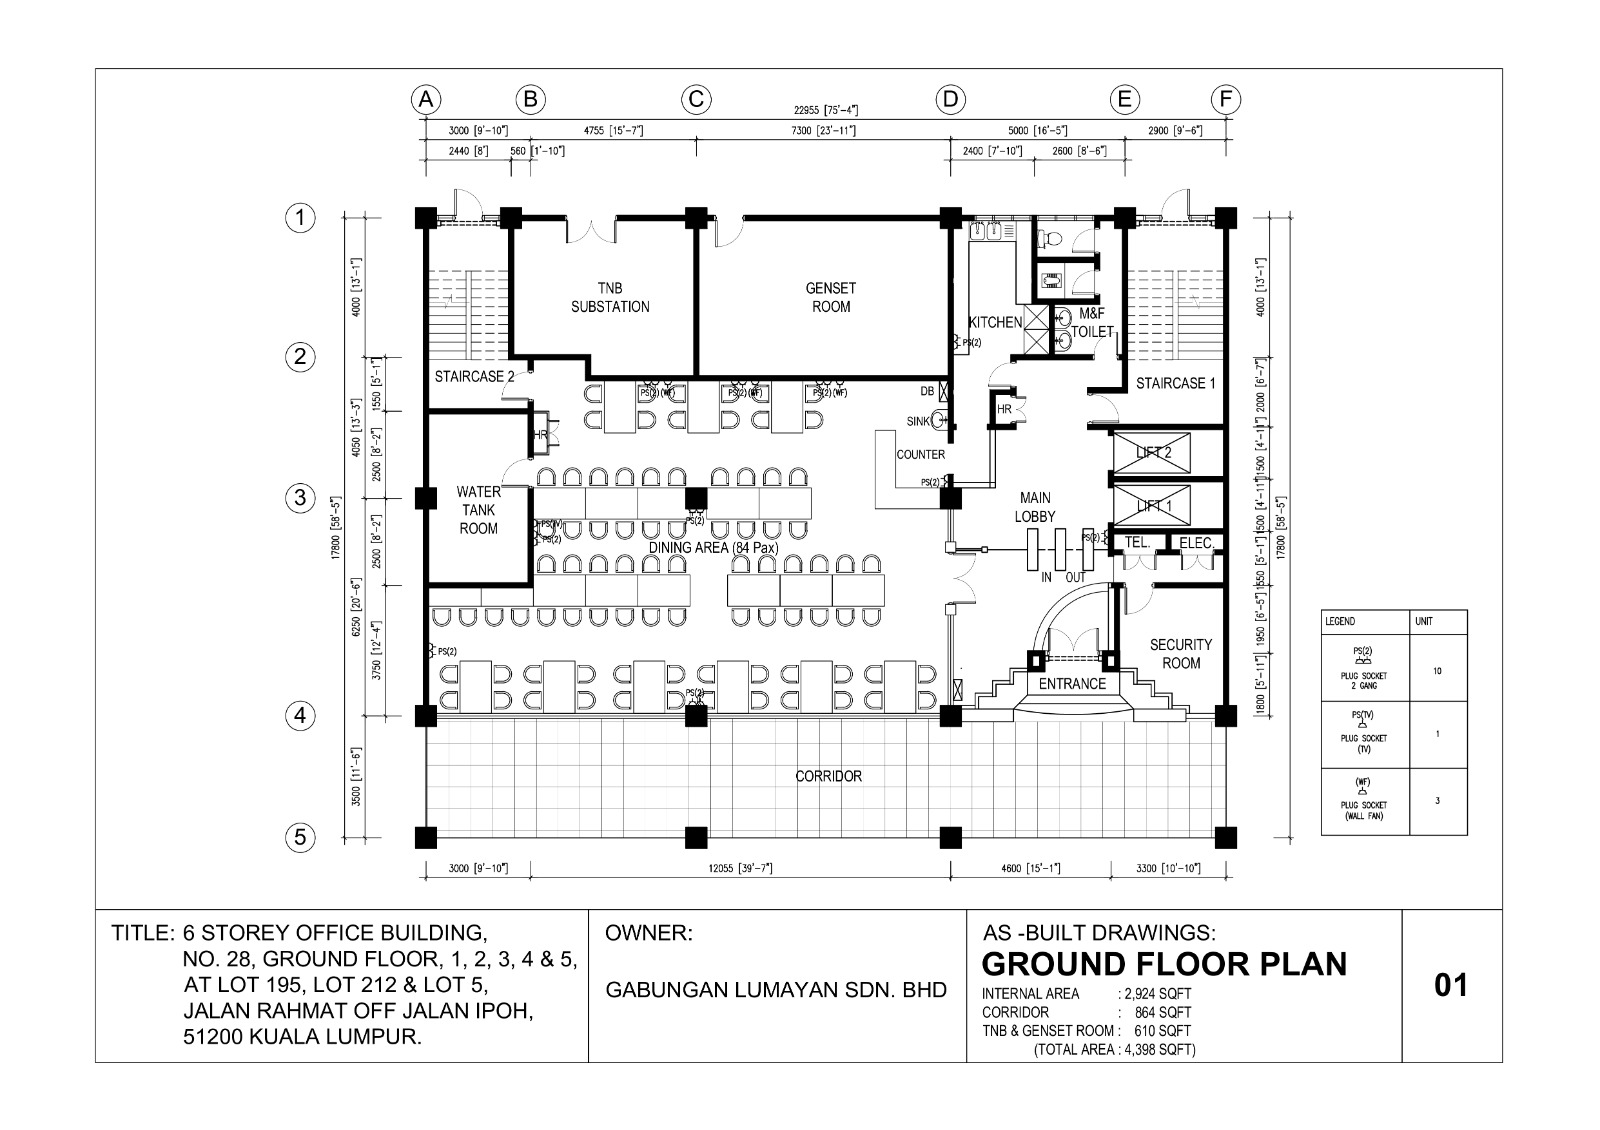 A B C D E F
22955 [75'-4"]
3000 [9'-10"] 4755 [15'-7"] 7300 [23'-11"] 5000 [16'-5"] 2900 [9'-6"]
2440 [8'] 560 [1'-10"] 2400 [7'-10"] 2600 [8'-6"]
1
2
3
4
5
17800 [58'-5"]
4000 [13'-1"]
4050 [13'-3"]
6250 [20'-6"]
3500 [11'-6"]
1550 [5'-1"]
2500 [8'-2"]
2500 [8'-2"]
3750 [12'-4"]
TNB
SUBSTATION
GENSET
ROOM
KITCHEN
PS(2)
M&F
TOILET
STAIRCASE 2
STAIRCASE 1
PS(2) (WF)
PS(2) (WF)
PS(2) (WF)
DB
SINK
HR
HR
COUNTER
PS(2)
LIFT 2
LIFT 1
WATER
TANK
ROOM
PS(TV)
PS(2)
PS(2)
DINING AREA (84 Pax)
MAIN
LOBBY
PS(2)
TEL.
ELEC.
IN OUT
PS(2)
PS(2)
SECURITY
ROOM
ENTRANCE
CORRIDOR
4000 [13'-1"]
2000 [6'-7"]
1500 [4'-11"]
1500 [4'-11"]
1550 [5'-1"]
1950 [6'-5"]
1800 [5'-11"]
17800 [58'-5"]
3000 [9'-10"] 12055 [39'-7"] 4600 [15'-1"] 3300 [10'-10"]
LEGEND UNIT
PS(2)
PLUG SOCKET
2 GANG
10
PS(TV)
PLUG SOCKET
(TV)
1
(WF)
PLUG SOCKET
(WALL FAN)
3
TITLE: 6 STOREY OFFICE BUILDING,
NO. 28, GROUND FLOOR, 1, 2, 3, 4 & 5,
AT LOT 195, LOT 212 & LOT 5,
JALAN RAHMAT OFF JALAN IPOH,
51200 KUALA LUMPUR.
OWNER:
GABUNGAN LUMAYAN SDN. BHD
AS -BUILT DRAWINGS:
GROUND FLOOR PLAN
INTERNAL AREA : 2,924 SQFT
CORRIDOR : 864 SQFT
TNB & GENSET ROOM : 610 SQFT
(TOTAL AREA : 4,398 SQFT)
01